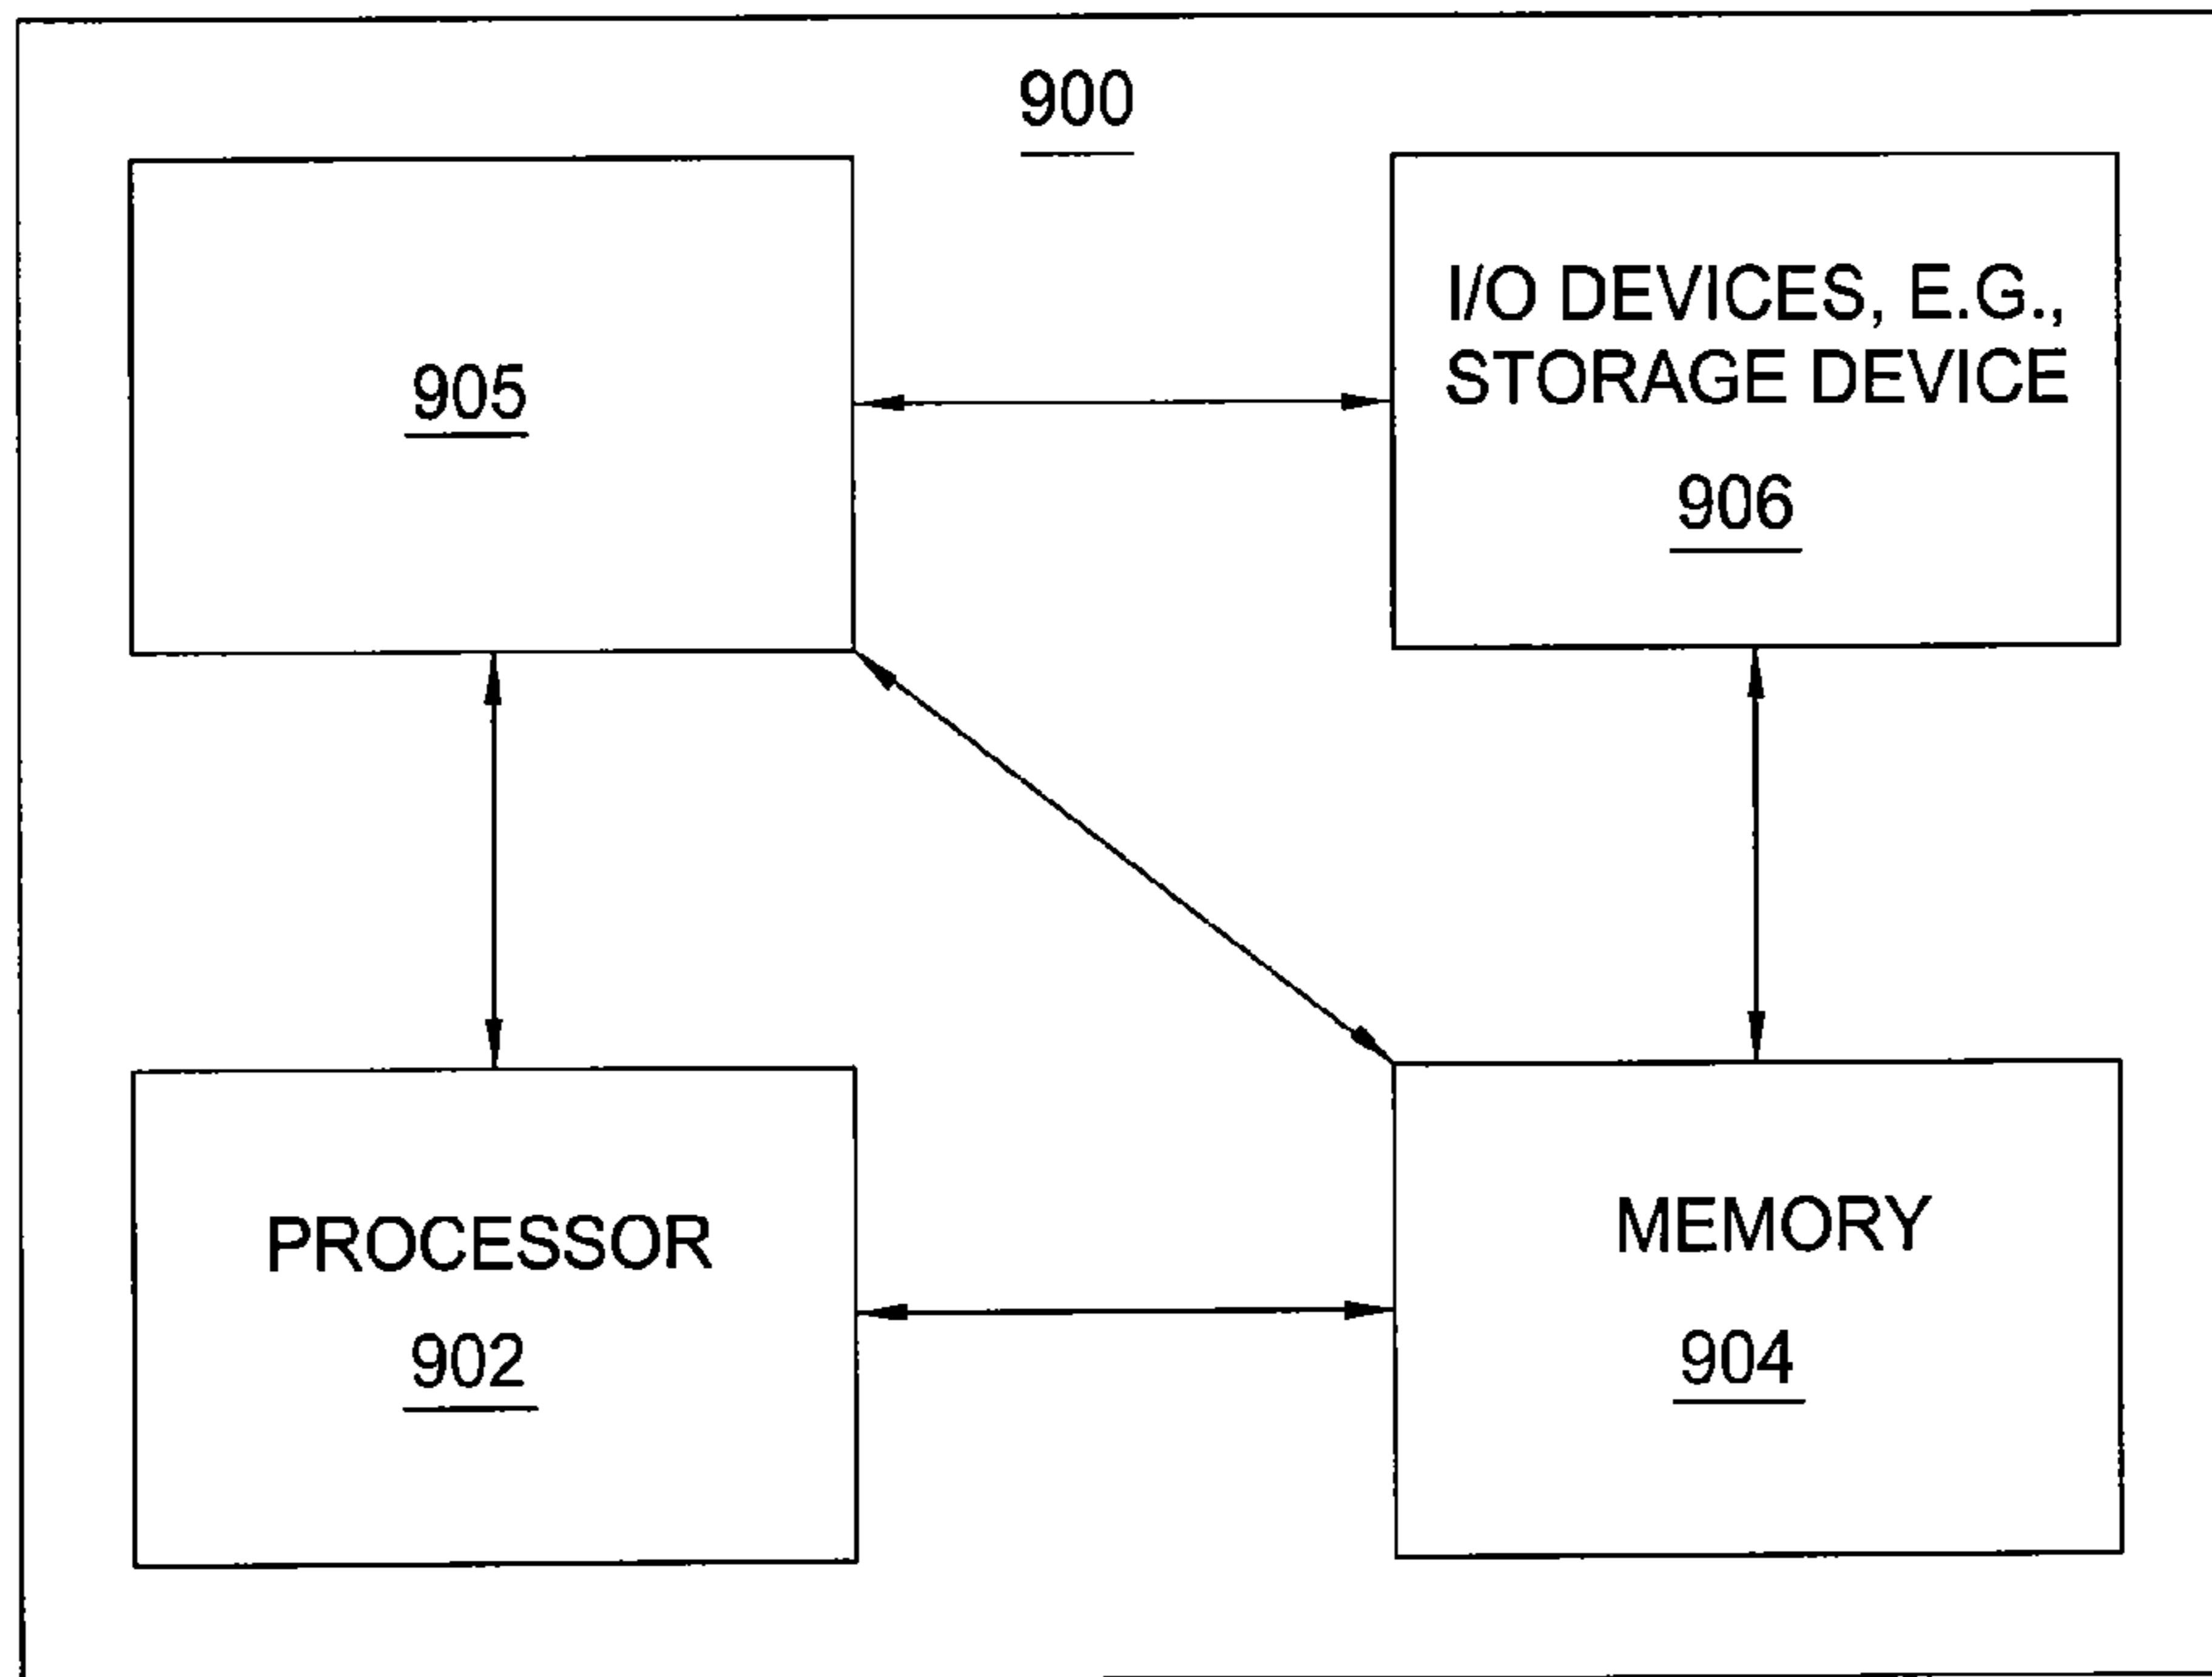 900
905
I/O DEVICES, E.G.,
STORAGE DEVICE
906
PROCESSOR
902
MEMORY
904